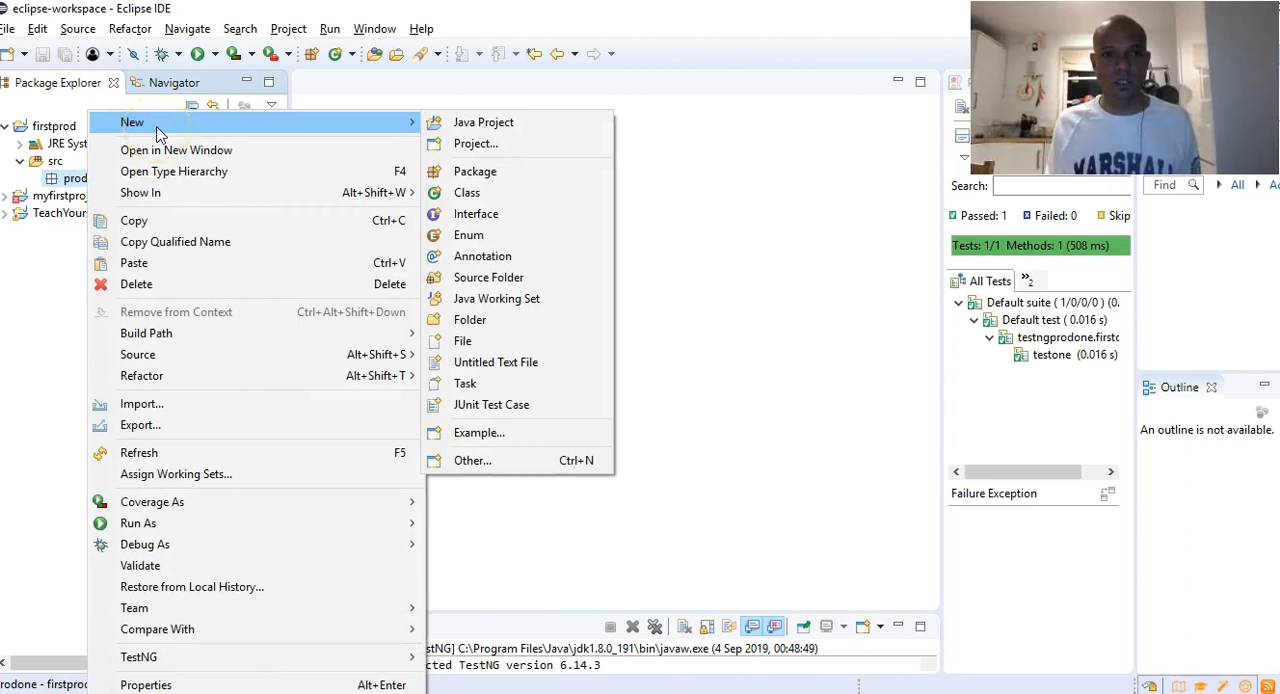 eclipse-workspace - Eclipse IDE
File Edit Source Refactor Navigate Search Project Run Window Help
Package Explorer Navigator
firstprod
JRE Sys
src
prod
myfirstpro
TeachYour
New
Open in New Window
Open Type Hierarchy F4
Show In Alt+Shift+W
Copy Ctrl+C
Copy Qualified Name
Paste Ctrl+V
Delete Delete
Remove from Context Ctrl+Alt+Shift+Down
Build Path
Source Alt+Shift+S
Refactor Alt+Shift+T
Import...
Export...
Refresh F5
Assign Working Sets...
Coverage As
Run As
Debug As
Validate
Restore from Local History...
Team
Compare With
TestNG
Properties Alt+Enter
Java Project
Project...
Package
Class
Interface
Enum
Annotation
Source Folder
Java Working Set
Folder
File
Untitled Text File
Task
JUnit Test Case
Example...
Other... Ctrl+N
MARSHALL
Search:
Passed: 1 Failed: 0 Skip
Tests: 1/1 Methods: 1 (508 ms)
All Tests 2
Default suite ( 1/0/0/0 ) (0.
Default test ( 0.016 s)
testngprodone.firstc
testone (0.016 s)
Failure Exception
Find All Ac
Outline
An outline is not available.
stNG] C:\Program Files\Java\jdk1.8.0_191\bin\javaw.exe (4 Sep 2019, 00:48:49)
cted TestNG version 6.14.3
prodone - firstproc